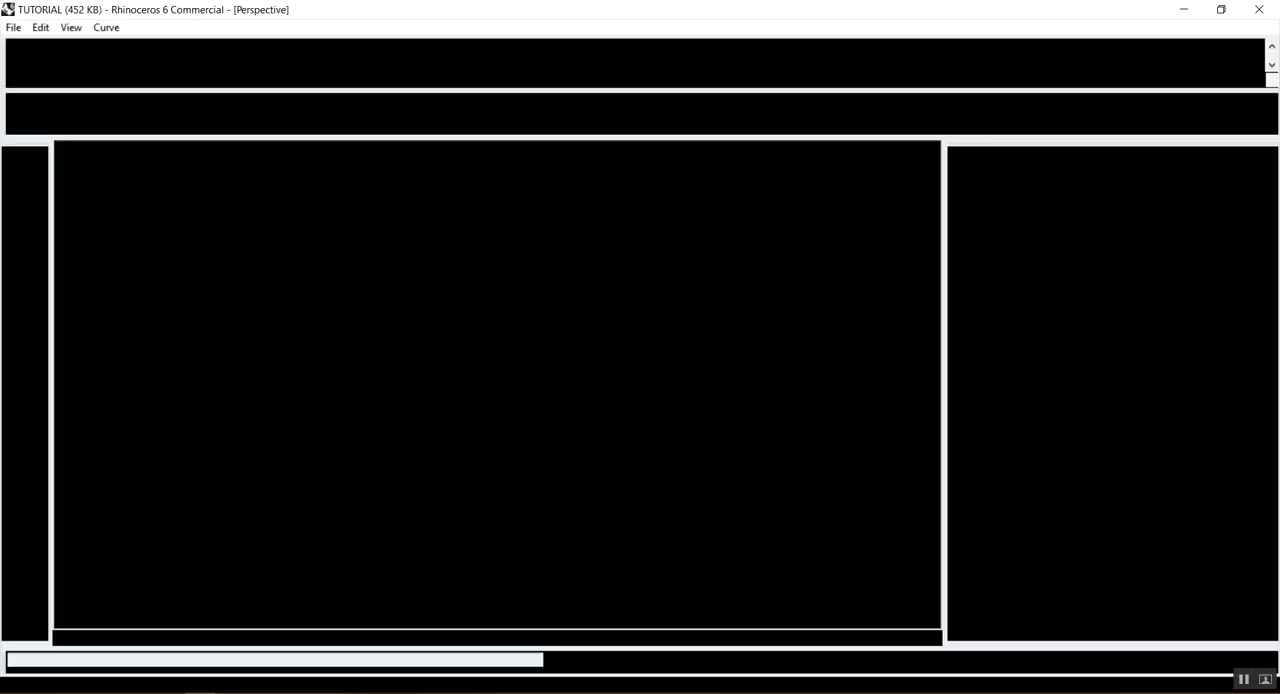 TUTORIAL (452 KB) - Rhinoceros 6 Commercial - [Perspective]
File Edit View Curve